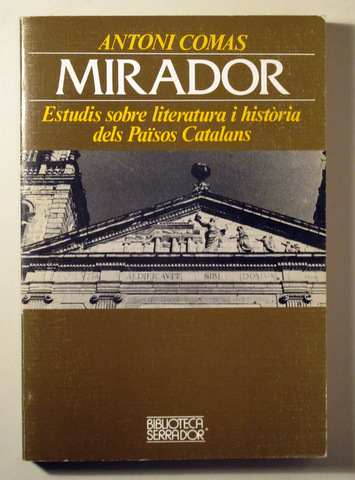 ANTONI COMAS
MIRADOR
Estudis sobre literatura i història
dels Països Catalans
AEDIFICAVIT SIBI DOMVM
BIBLIOTECA
SERRADOR